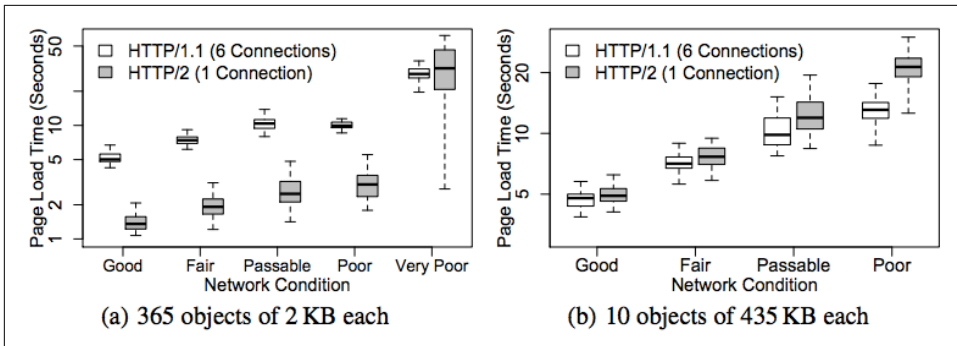 Page Load Time (Seconds)
50
10
5
2
1
HTTP/1.1 (6 Connections)
HTTP/2 (1 Connection)
Good Fair Passable Poor Very Poor
Network Condition
(a) 365 objects of 2 KB each
Page Load Time (Seconds)
20
10
5
HTTP/1.1 (6 Connections)
HTTP/2 (1 Connection)
Good Fair Passable Poor
Network Condition
(b) 10 objects of 435 KB each